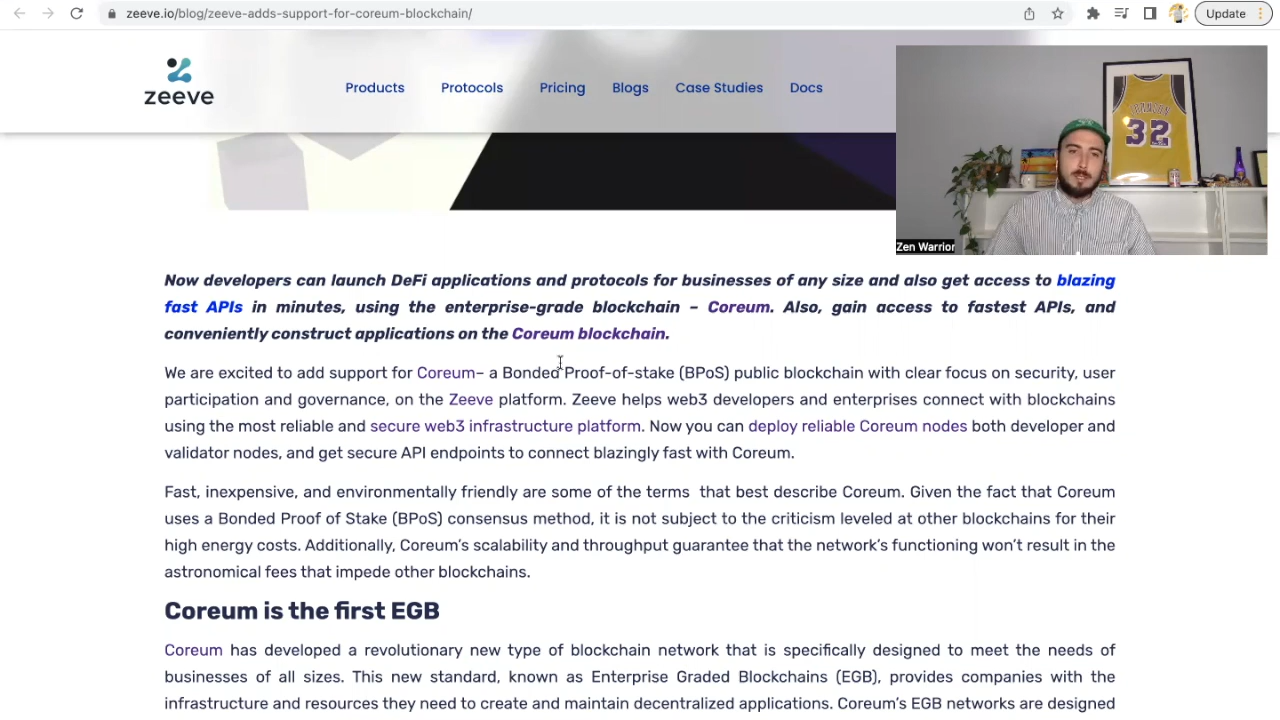 zeeve.io/blog/zeeve-adds-support-for-coreum-blockchain/
Update
zeeve
Products Protocols Pricing Blogs Case Studies Docs
32
Zen Warrior
Now developers can launch DeFi applications and protocols for businesses of any size and also get access to blazing
fast APIs in minutes, using the enterprise-grade blockchain – Coreum. Also, gain access to fastest APIs, and
conveniently construct applications on the Coreum blockchain.
We are excited to add support for Coreum– a Bonded Proof-of-stake (BPoS) public blockchain with clear focus on security, user
participation and governance, on the Zeeve platform. Zeeve helps web3 developers and enterprises connect with blockchains
using the most reliable and secure web3 infrastructure platform. Now you can deploy reliable Coreum nodes both developer and
validator nodes, and get secure API endpoints to connect blazingly fast with Coreum.
Fast, inexpensive, and environmentally friendly are some of the terms that best describe Coreum. Given the fact that Coreum
uses a Bonded Proof of Stake (BPoS) consensus method, it is not subject to the criticism leveled at other blockchains for their
high energy costs. Additionally, Coreum's scalability and throughput guarantee that the network's functioning won't result in the
astronomical fees that impede other blockchains.
Coreum is the first EGB
Coreum has developed a revolutionary new type of blockchain network that is specifically designed to meet the needs of
businesses of all sizes. This new standard, known as Enterprise Graded Blockchains (EGB), provides companies with the
infrastructure and resources they need to create and maintain decentralized applications. Coreum's EGB networks are designed